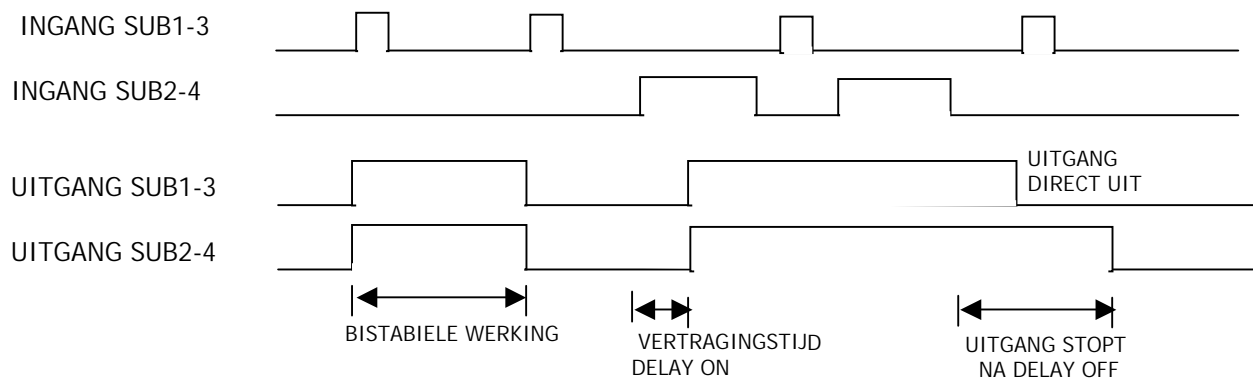 INGANG SUB1-3
INGANG SUB2-4
UITGANG SUB1-3
UITGANG
DIRECT UIT
UITGANG SUB2-4
BISTABIELE WERKING
VERTRAGINGSTIJD
DELAY ON
UITGANG STOPT
NA DELAY OFF